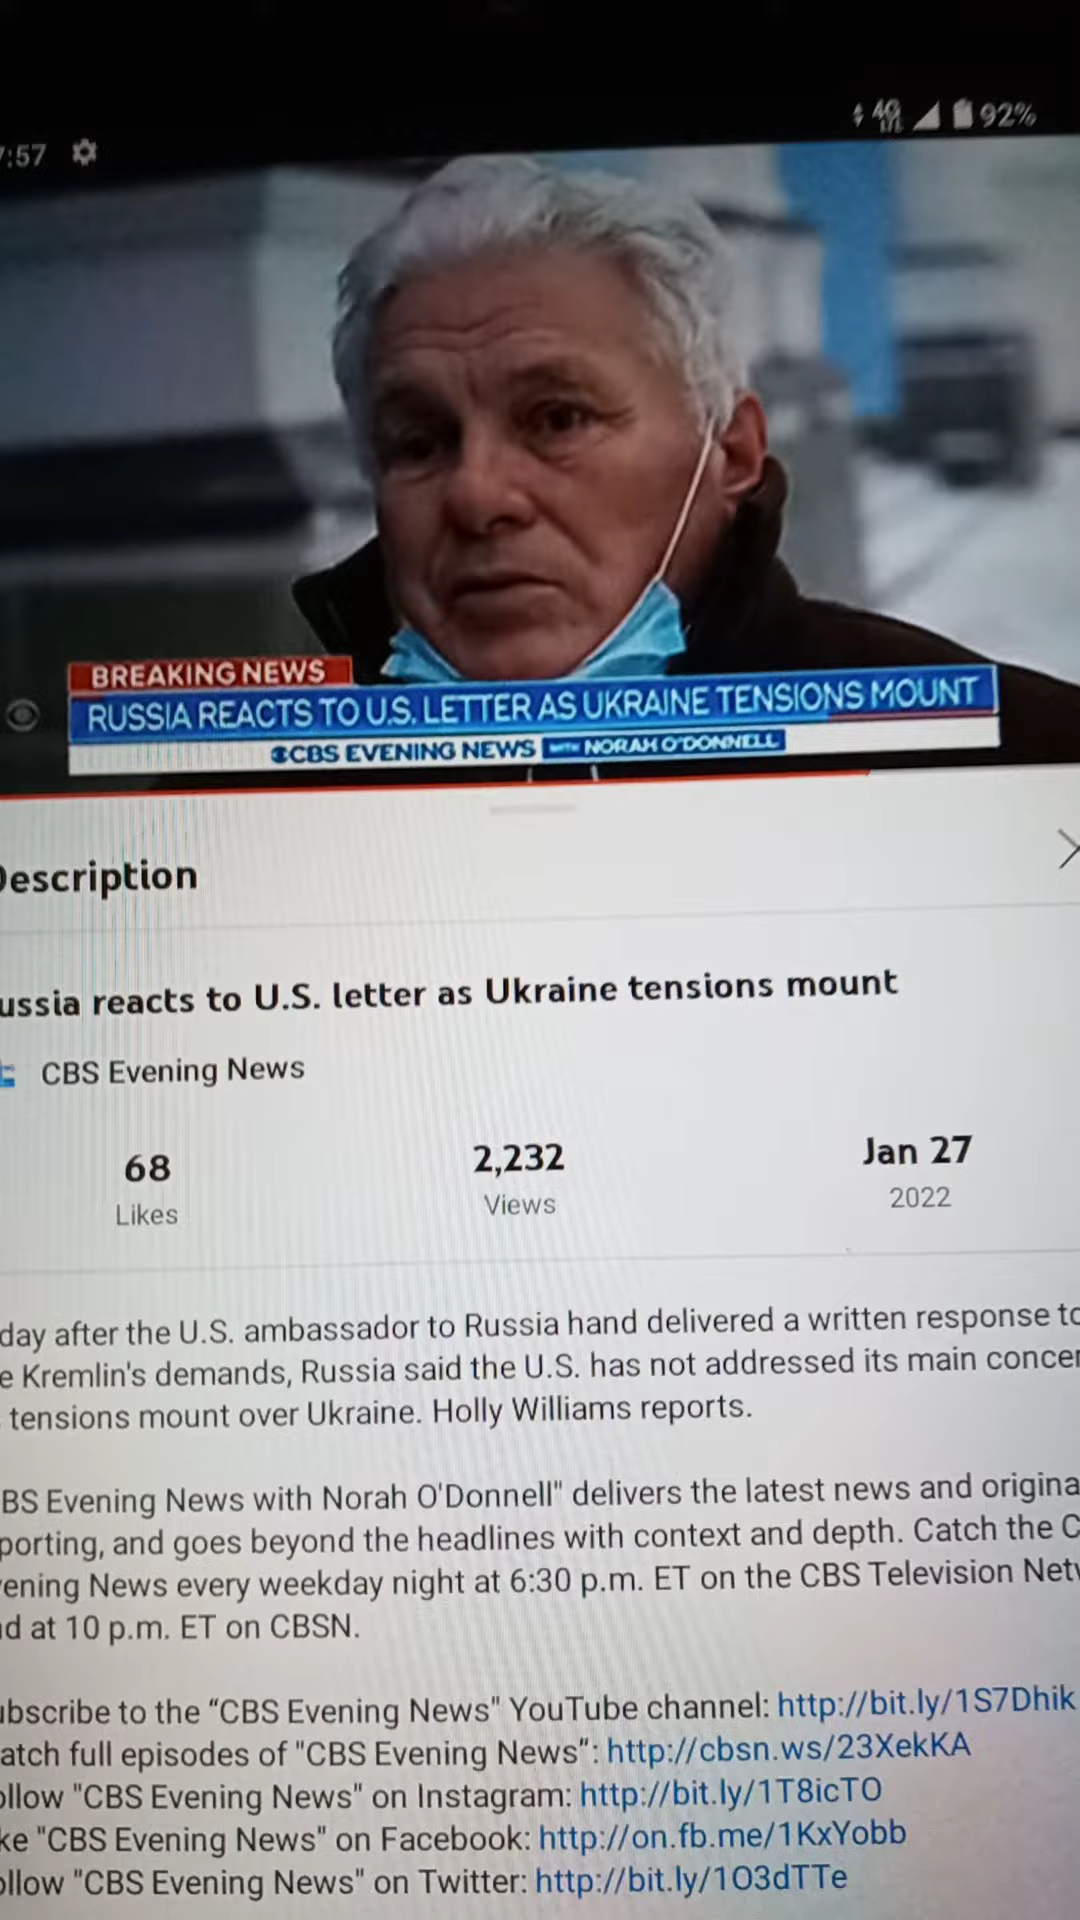 :57
92%
BREAKING NEWS
RUSSIA REACTS TO U.S. LETTER AS UKRAINE TENSIONS MOUNT
CBS EVENING NEWS WITH NORAH O'DONNELL
Description
ussia reacts to U.S. letter as Ukraine tensions mount
CBS Evening News
68 2,232 Jan 27
Likes Views 2022
day after the U.S. ambassador to Russia hand delivered a written response to
e Kremlin's demands, Russia said the U.S. has not addressed its main concer
tensions mount over Ukraine. Holly Williams reports.
BS Evening News with Norah O'Donnell" delivers the latest news and origina
porting, and goes beyond the headlines with context and depth. Catch the C
ening News every weekday night at 6:30 p.m. ET on the CBS Television Netw
d at 10 p.m. ET on CBSN.
ubscribe to the “CBS Evening News" YouTube channel: http://bit.ly/1S7Dhik
atch full episodes of "CBS Evening News": http://cbsn.ws/23XekKA
ollow "CBS Evening News" on Instagram: http://bit.ly/1T8icTO
ke "CBS Evening News" on Facebook: http://on.fb.me/1KxYobb
ollow "CBS Evening News" on Twitter: http://bit.ly/1O3dTTe